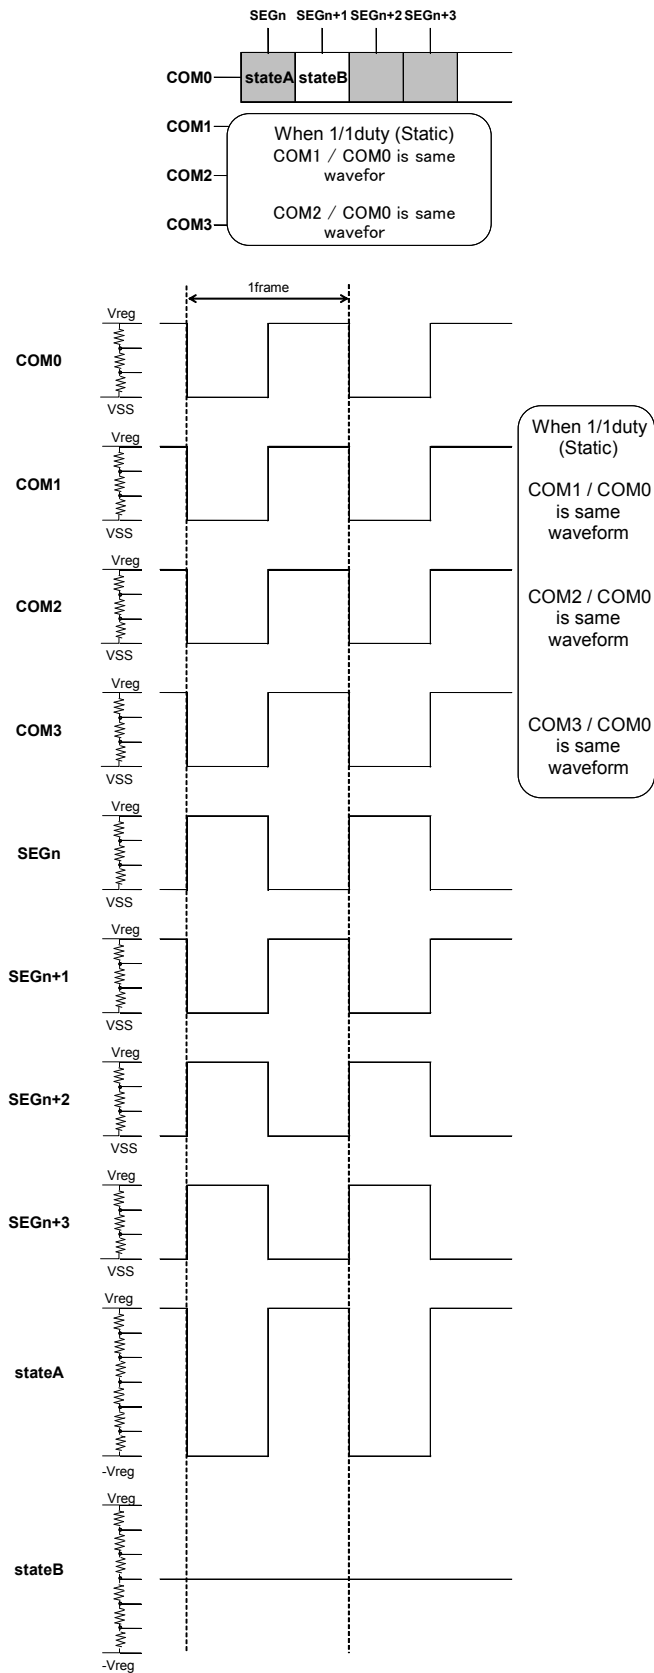 SEGn SEGn+1 SEGn+2 SEGn+3
COM0 stateA stateB
COM1
COM2
COM3
When 1/1duty (Static)
COM1 / COM0 is same
wavefor
COM2 / COM0 is same
wavefor
1frame
Vreg
COM0
VSS
Vreg
COM1
VSS
Vreg
COM2
VSS
Vreg
COM3
VSS
When 1/1duty
(Static)
COM1 / COM0
is same
waveform
COM2 / COM0
is same
waveform
COM3 / COM0
is same
waveform
Vreg
SEGn
VSS
Vreg
SEGn+1
VSS
Vreg
SEGn+2
VSS
Vreg
SEGn+3
VSS
Vreg
stateA
-Vreg
Vreg
stateB
-Vreg